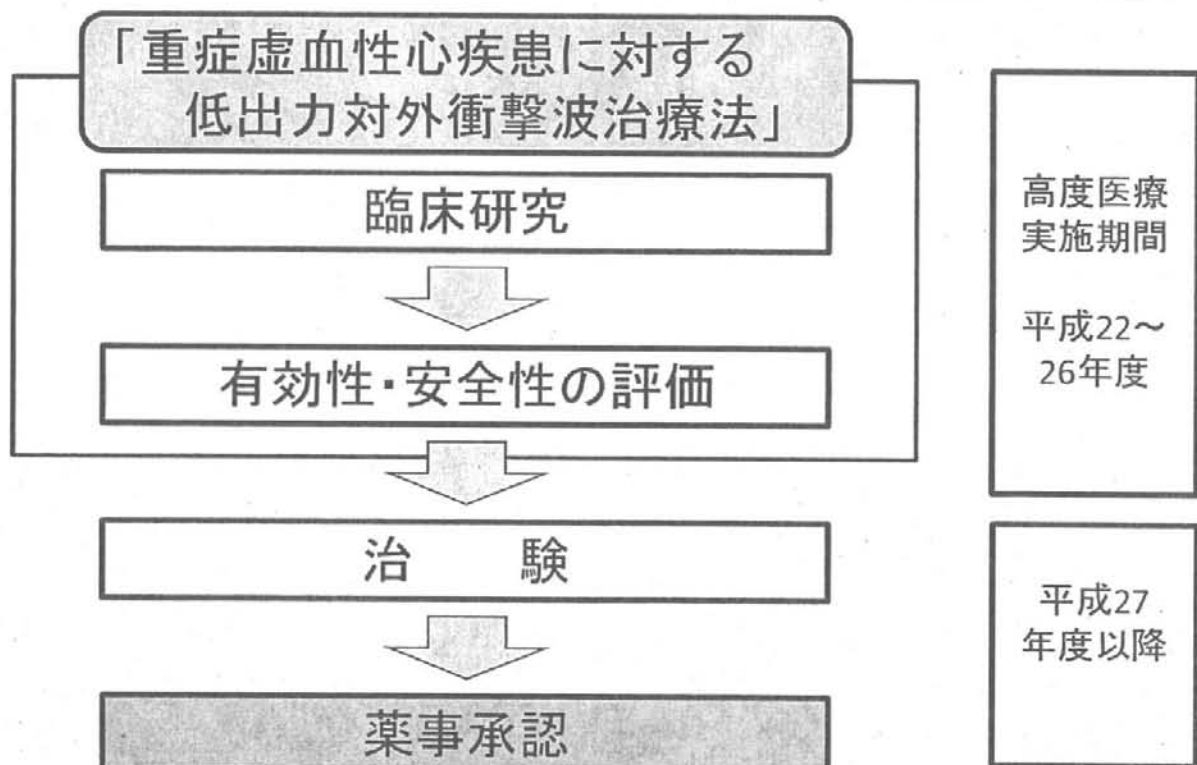 「重症虚血性心疾患に対する
低出力対外衝撃波治療法」
臨床研究
有効性・安全性の評価
治 験
薬事承認
高度医療
実施期間
平成22～
26年度
平成27
年度以降